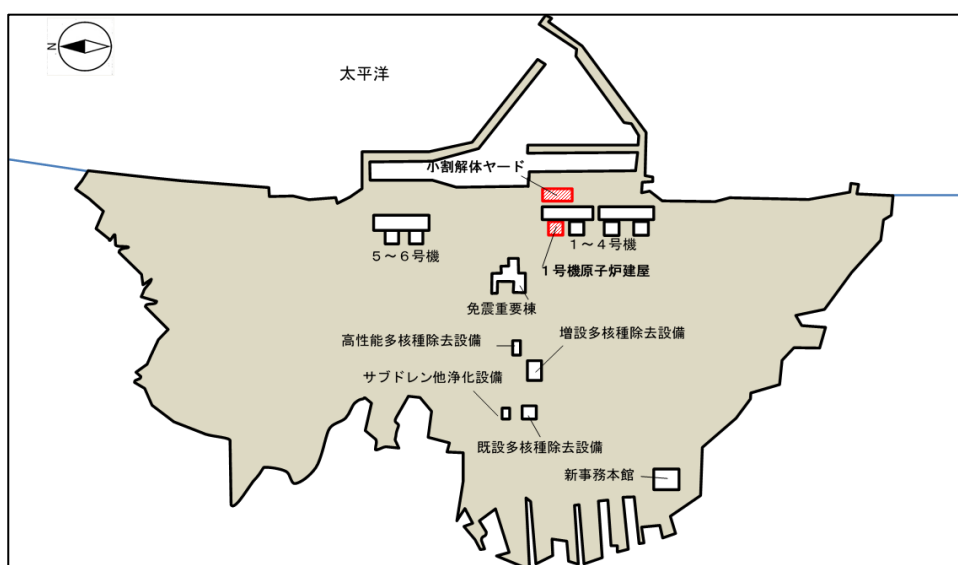 N
太平洋
小割解体ヤード
5~6号機
1~4号機
1号機原子炉建屋
免震重要棟
高性能多核種除去設備
増設多核種除去設備
サブドレン他浄化設備
既設多核種除去設備
新事務本館